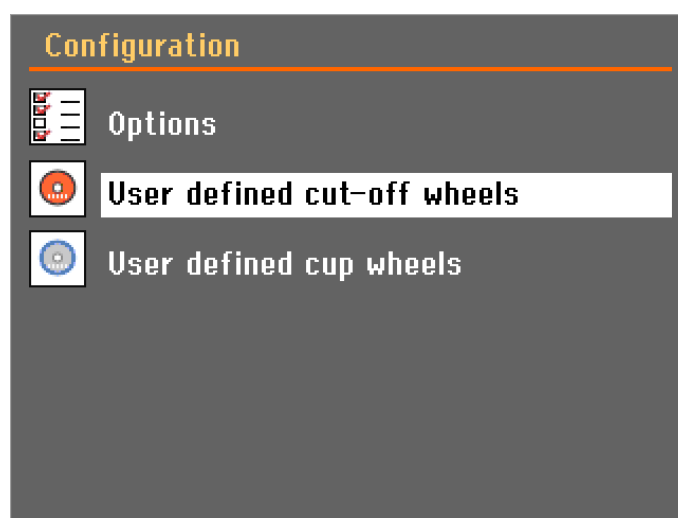 Configuration
Options
User defined cut-off wheels
User defined cup wheels